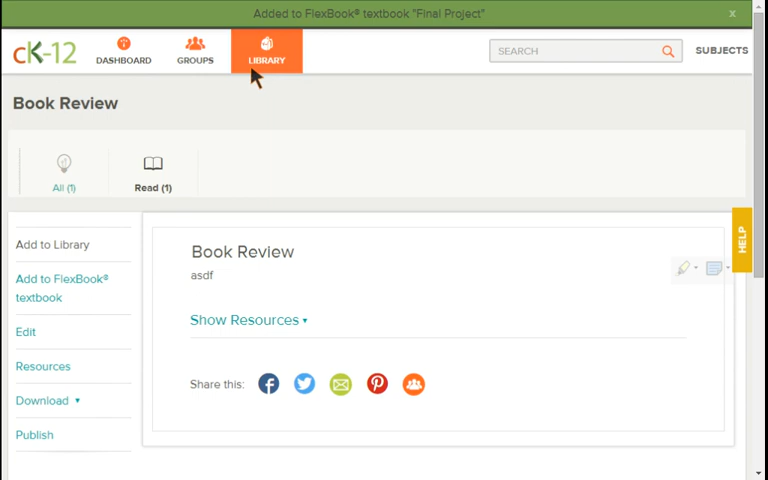 Added to FlexBook® textbook "Final Project"
x
cK-12
DASHBOARD
GROUPS
LIBRARY
SEARCH
SUBJECTS
Book Review
All (1)
Read (1)
Add to Library
Add to FlexBook®
textbook
Edit
Resources
Download
Publish
Book Review
asdf
Show Resources
Share this:
HELP